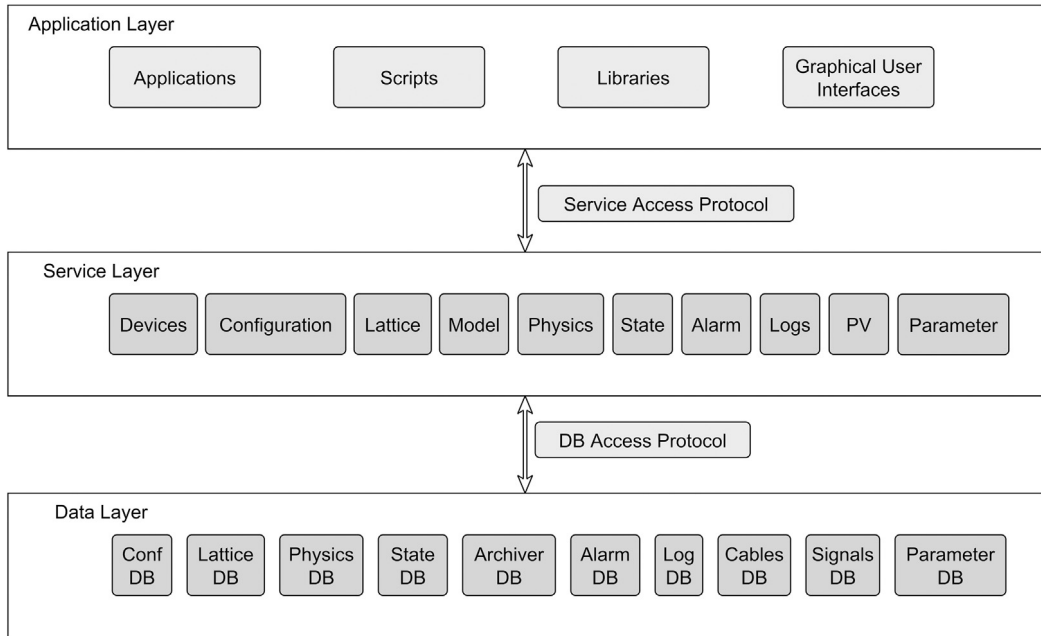 Application Layer
Applications
Scripts
Libraries
Graphical User
Interfaces
Service Access Protocol
Service Layer
Devices
Configuration
Lattice
Model
Physics
State
Alarm
Logs
PV
Parameter
DB Access Protocol
Data Layer
Conf
DB
Lattice
DB
Physics
DB
State
DB
Archiver
DB
Alarm
DB
Log
DB
Cables
DB
Signals
DB
Parameter
DB